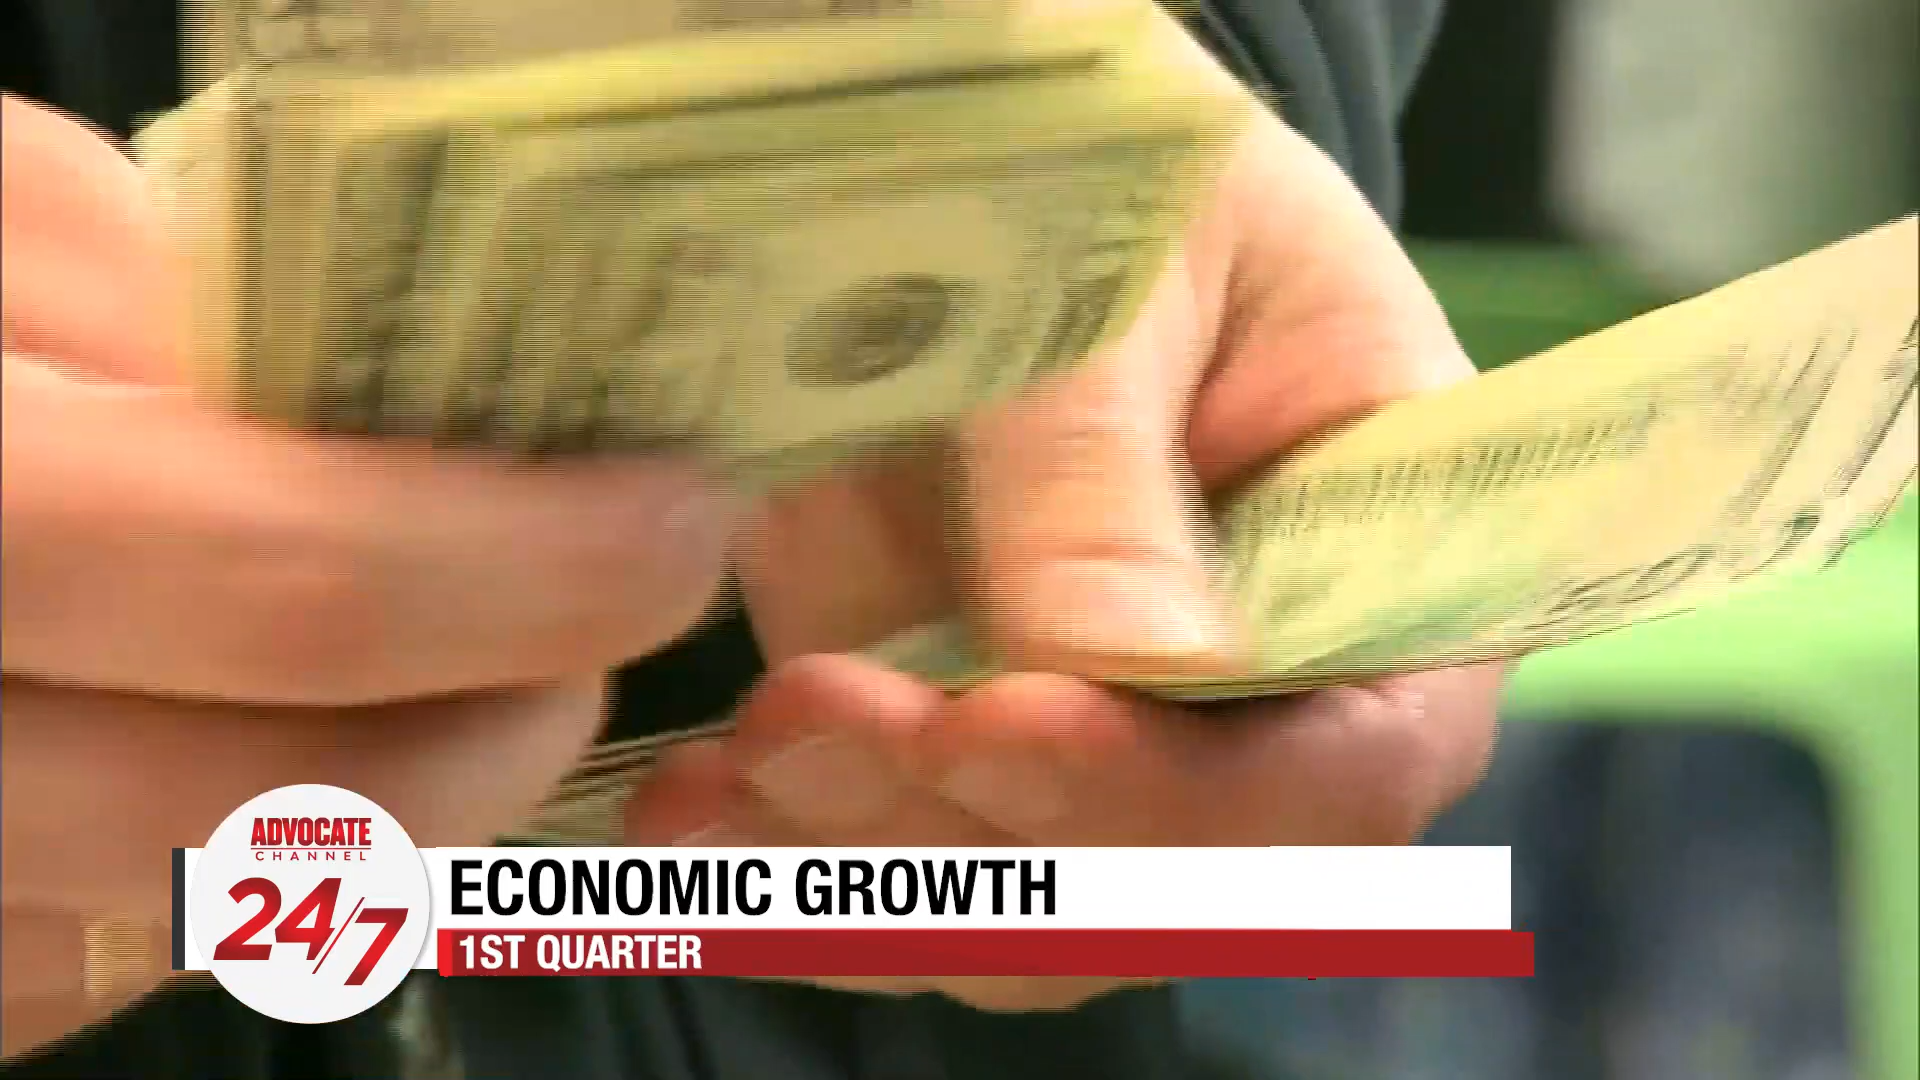 ADVOCATE
CHANNEL
24/7
ECONOMIC GROWTH
1ST QUARTER